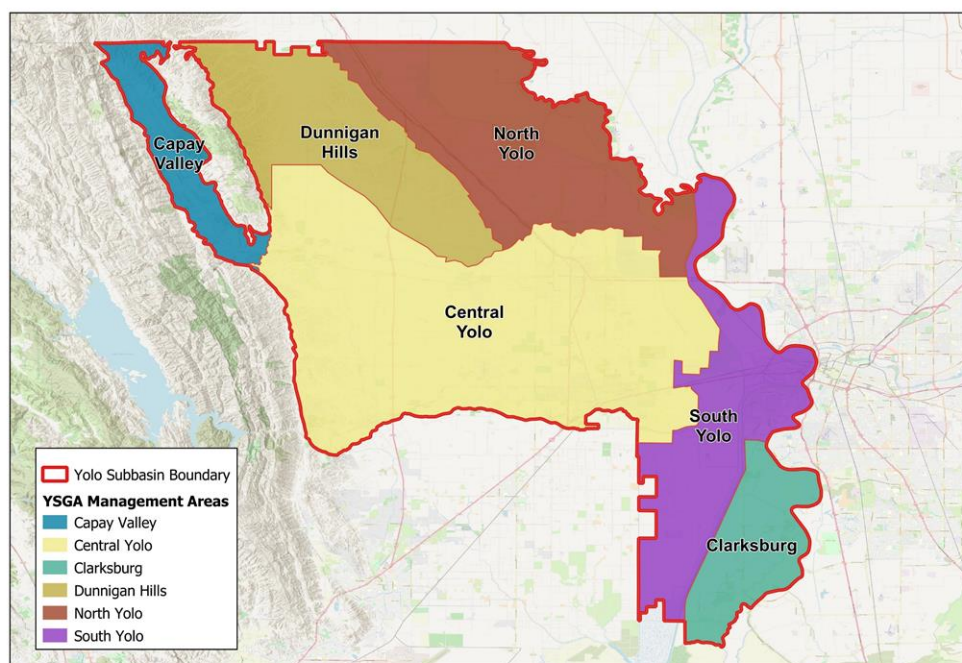 Capay
Valley
Dunnigan
Hills
North
Yolo
Central
Yolo
South
Yolo
Clarksburg
Yolo Subbasin Boundary
YSGA Management Areas
Capay Valley
Central Yolo
Clarksburg
Dunnigan Hills
North Yolo
South Yolo